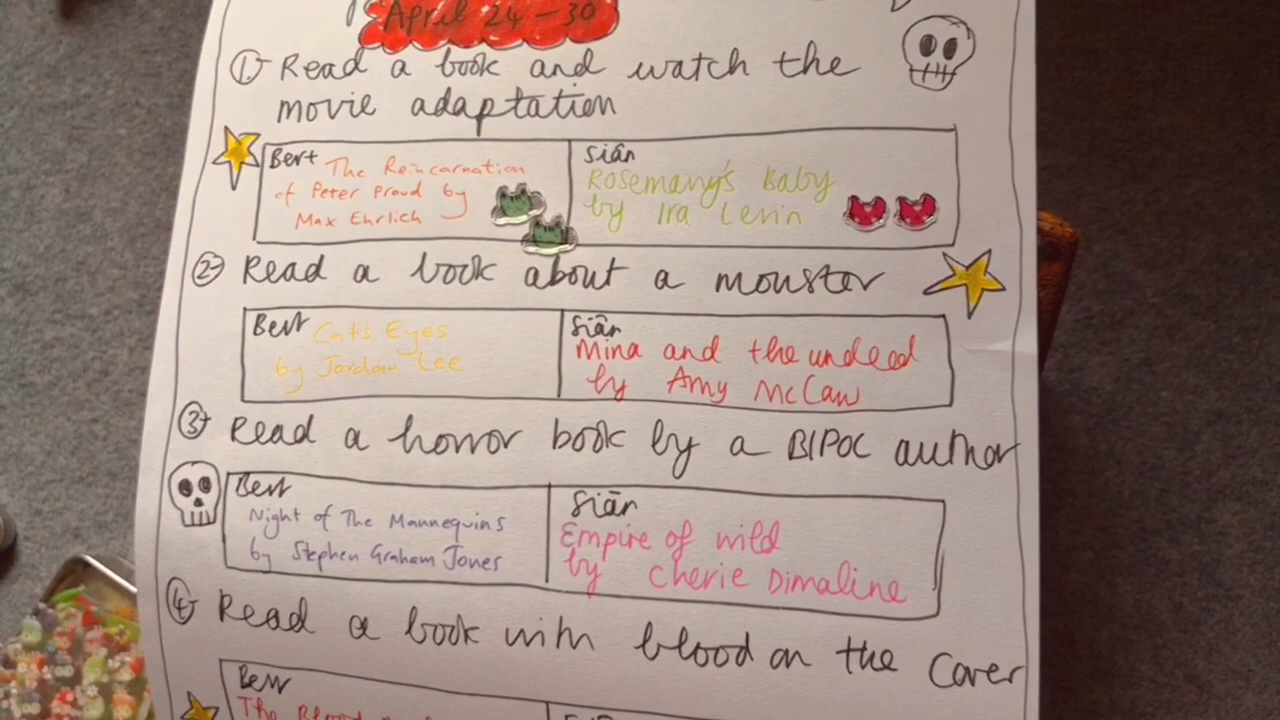 April 24-30
① Read a book and watch the
movie adaptation
Bert The Reincarnation
of Peter Proud by
Max Ehrlich
Siân
Rosemany's Baby
by Ira Levin
② Read a book about a monster
Bert Cat's Eyes
by Jordan Lee
Siân
Mina and the undead
by Amy McCaw
③ Read a horror book by a BIPOC author
Bert
Night of The Mannequins
by Stephen Graham Jones
Siân
Empire of wild
by Cherie Dimaline
④ Read a book with blood on the cover
Bert
The Blood